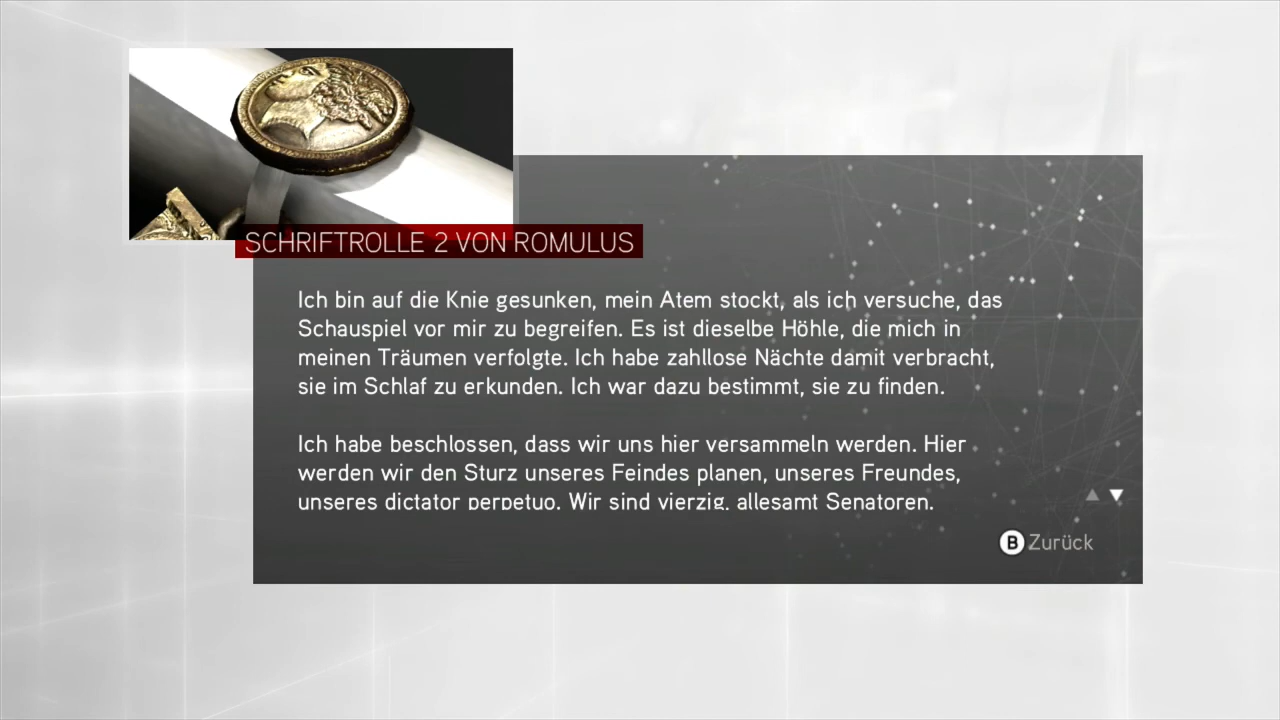 SCHRIFTROLLE 2 VON ROMULUS
Ich bin auf die Knie gesunken, mein Atem stockt, als ich versuche, das
Schauspiel vor mir zu begreifen. Es ist dieselbe Höhle, die mich in
meinen Träumen verfolgte. Ich habe zahllose Nächte damit verbracht,
sie im Schlaf zu erkunden. Ich war dazu bestimmt, sie zu finden.
Ich habe beschlossen, dass wir uns hier versammeln werden. Hier
werden wir den Sturz unseres Feindes planen, unseres Freundes,
unseres dictator perpetuo. Wir sind vierzig, allesamt Senatoren.
B Zurück